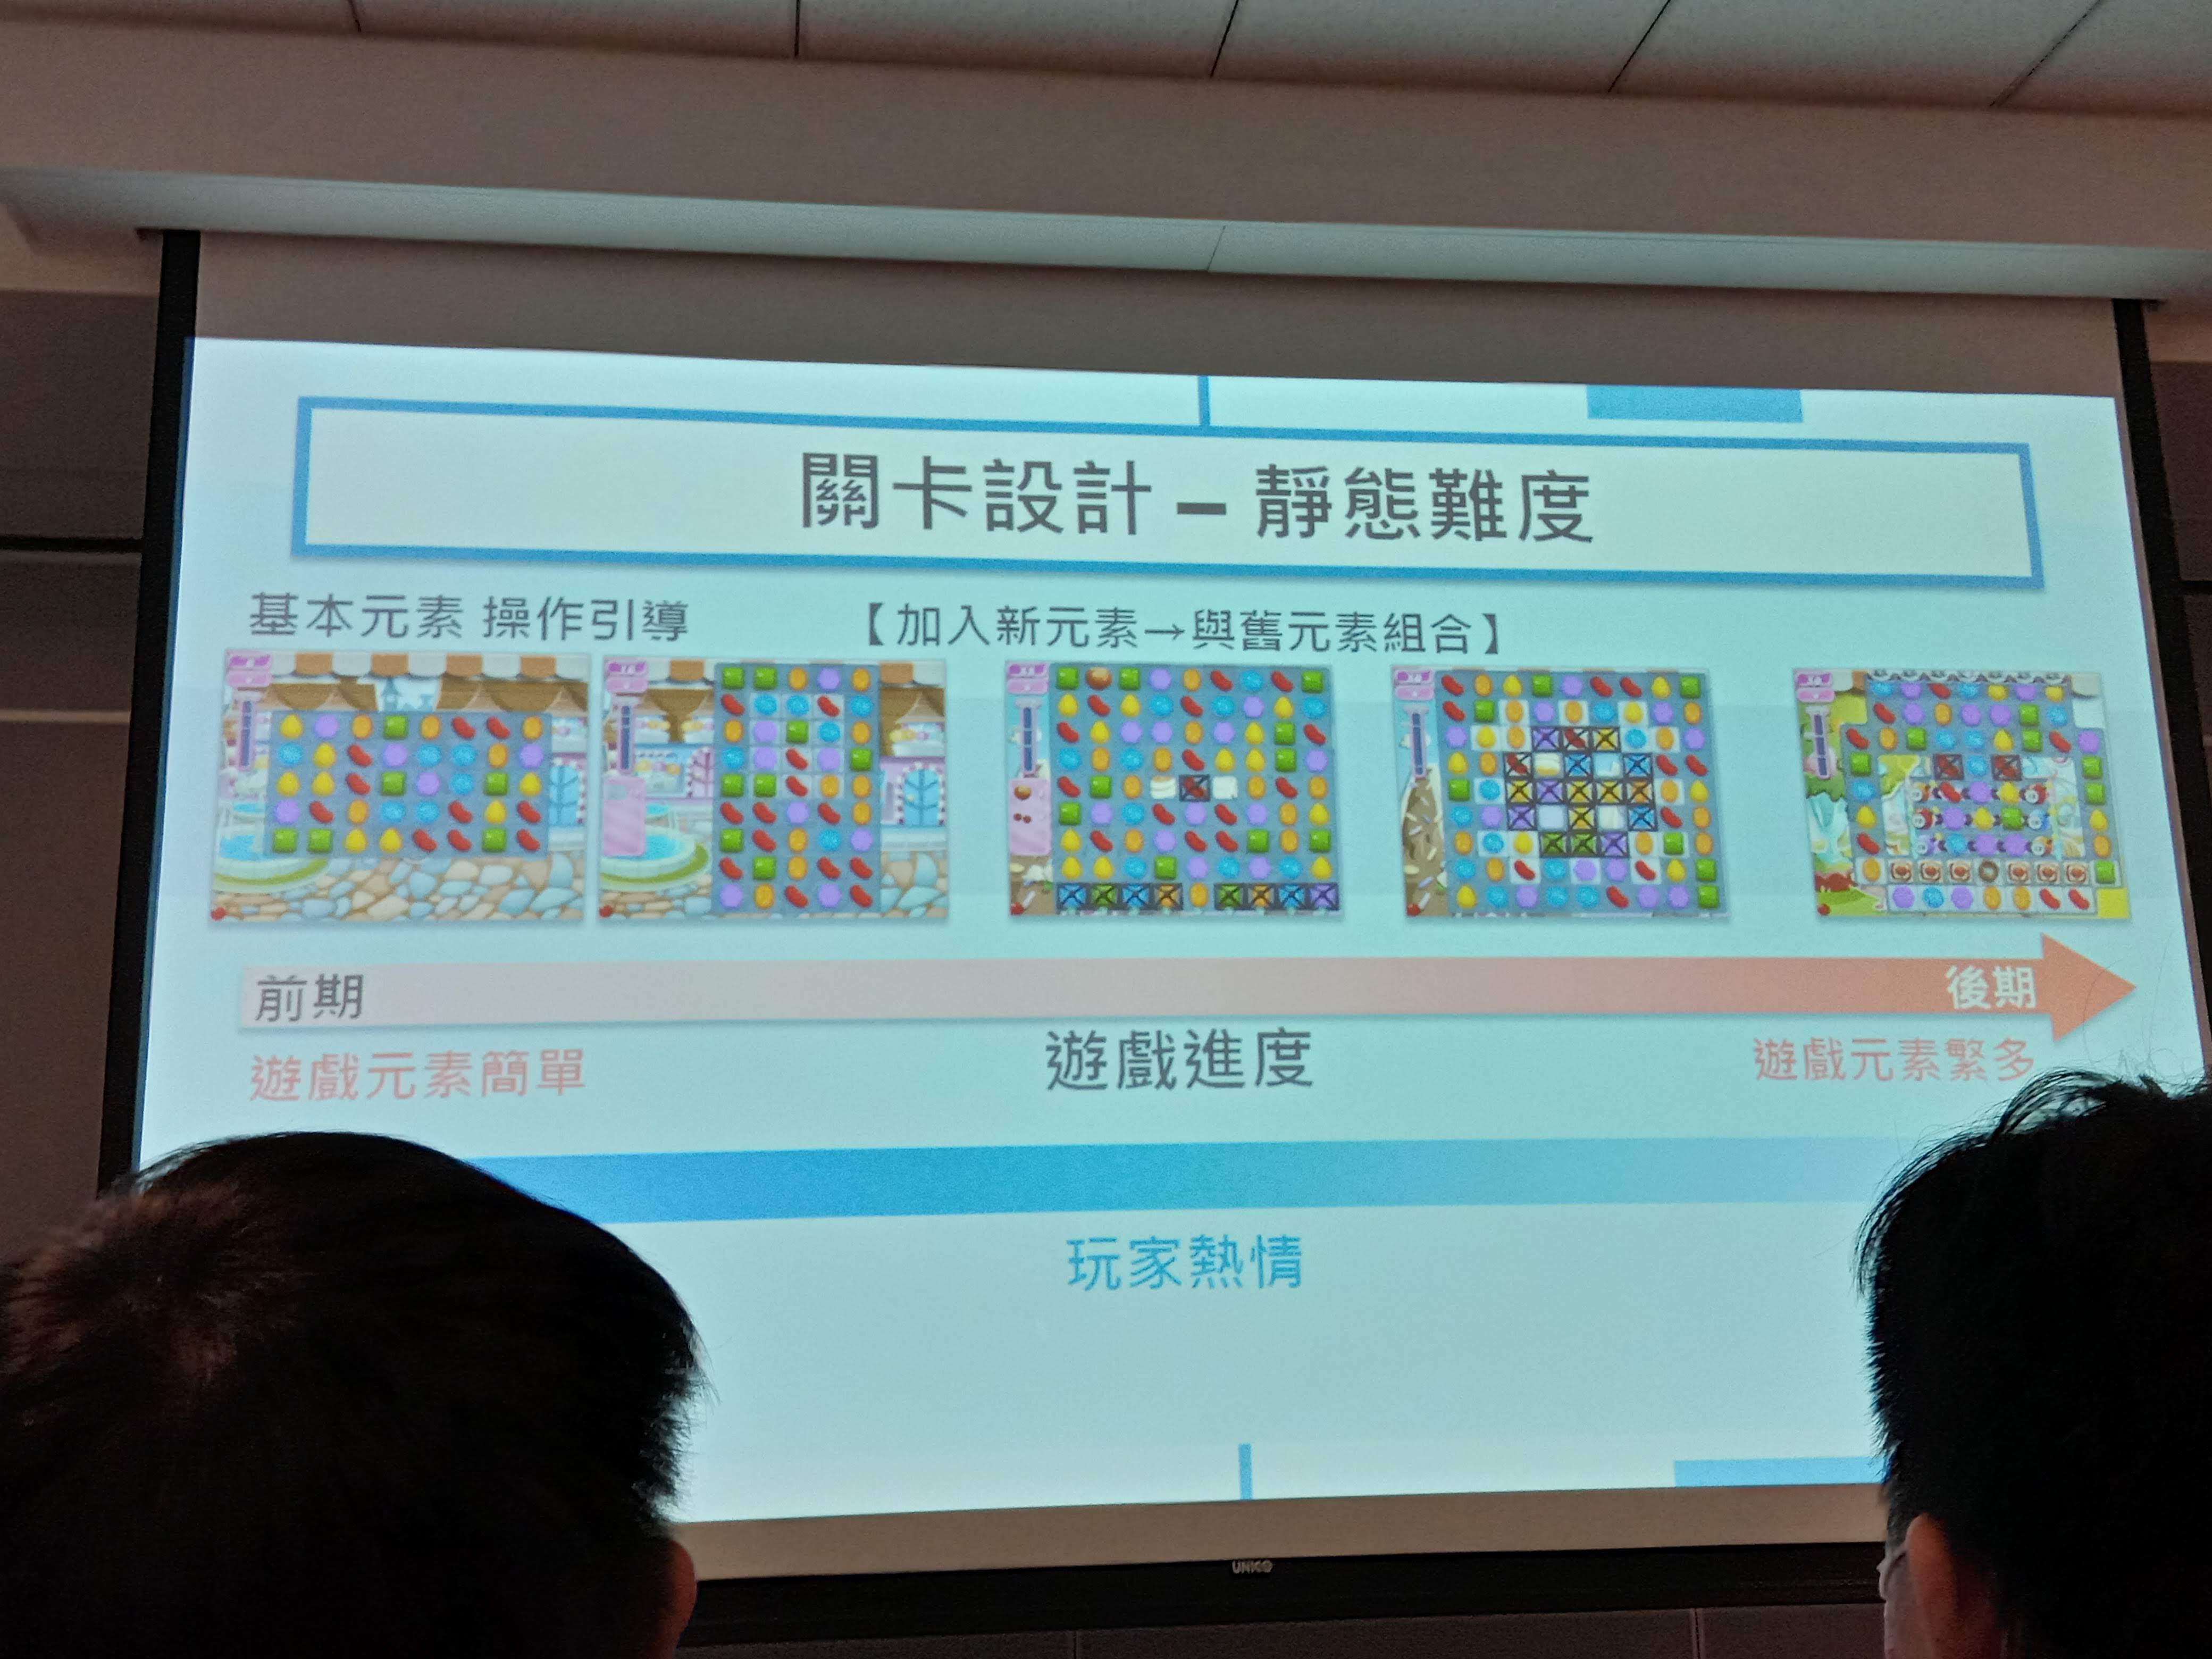 關卡設計 – 靜態難度
基本元素 操作引導
【加入新元素→與舊元素組合】
前期
後期
遊戲元素簡單
遊戲進度
遊戲元素繁多
玩家熱情
UNIGO